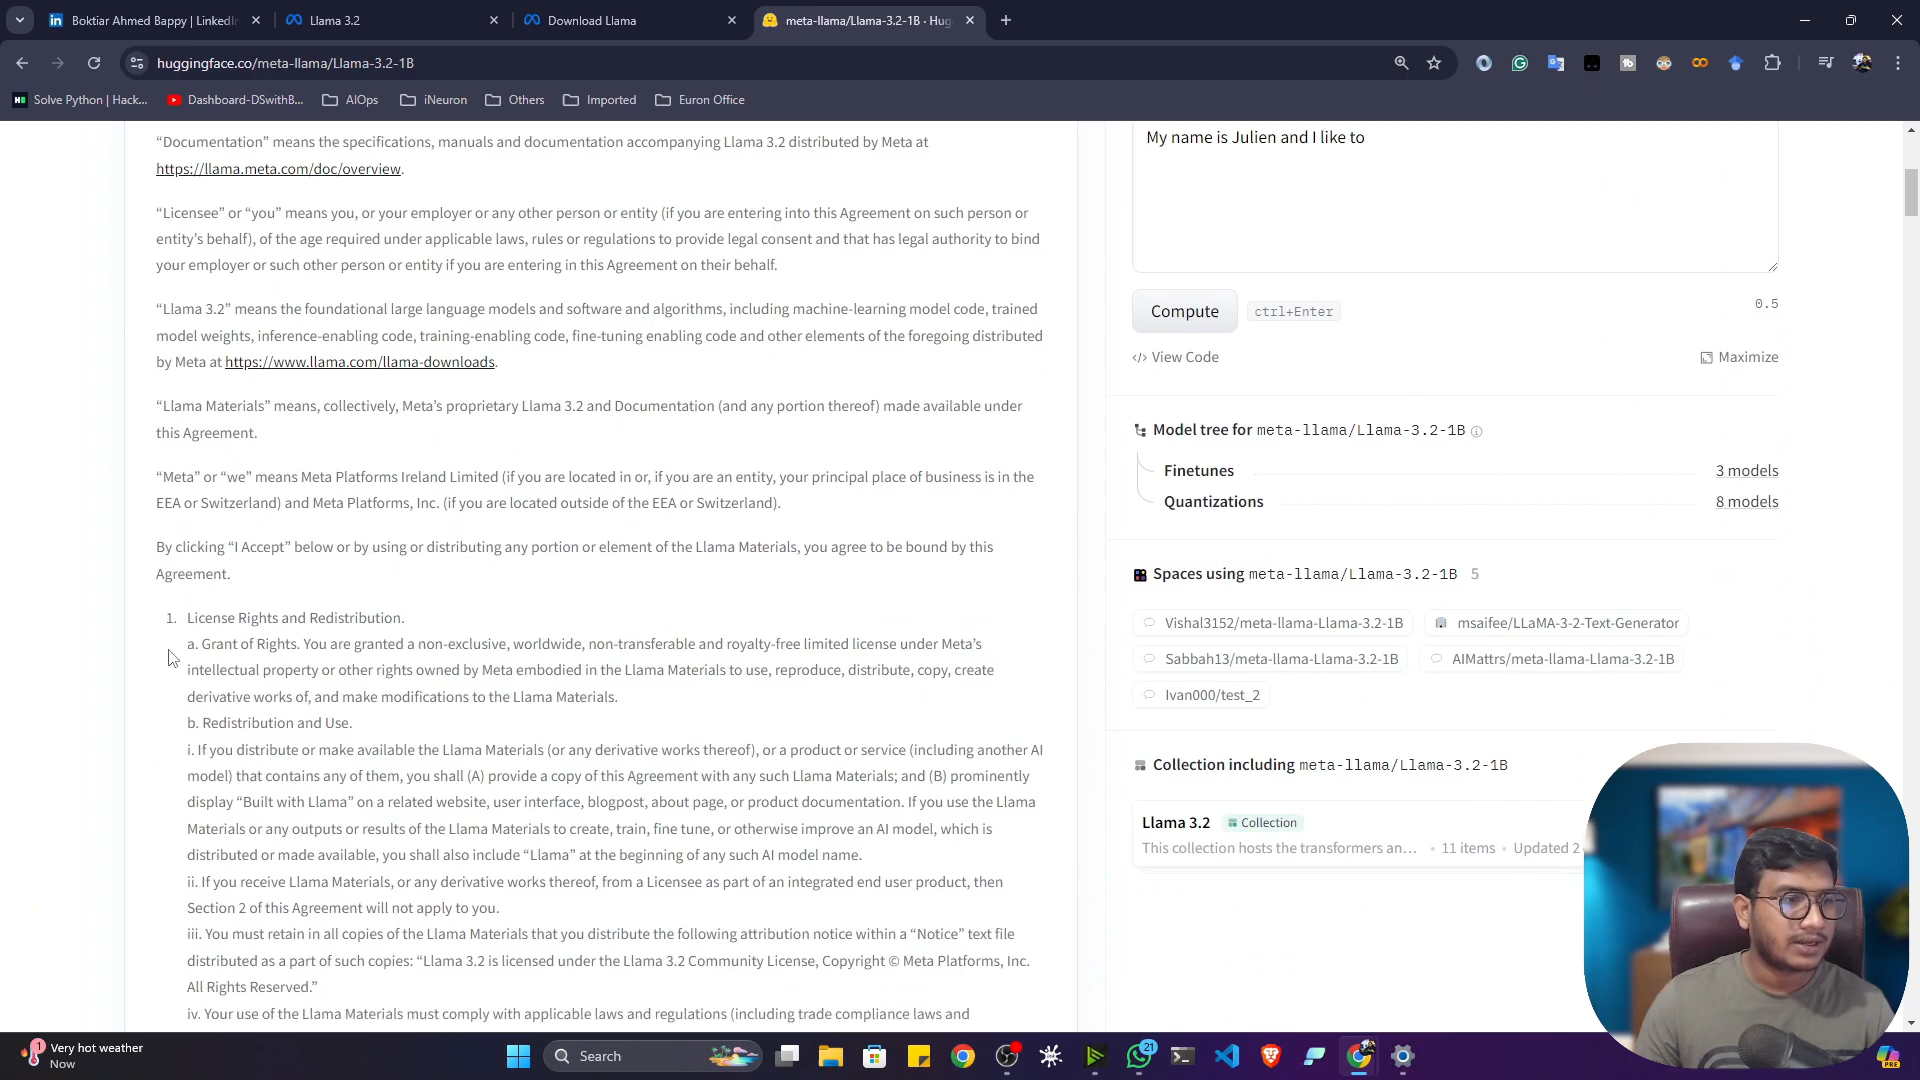 Boktiar Ahmed Bappy | LinkedIn
Llama 3.2
Download Llama
meta-llama/Llama-3.2-1B · Hug
huggingface.co/meta-llama/Llama-3.2-1B
Solve Python | Hack...
Dashboard-DSwithB...
AIOps
iNeuron
Others
Imported
Euron Office
“Documentation” means the specifications, manuals and documentation accompanying Llama 3.2 distributed by Meta at
https://llama.meta.com/doc/overview.
“Licensee” or “you” means you, or your employer or any other person or entity (if you are entering into this Agreement on such person or
entity’s behalf), of the age required under applicable laws, rules or regulations to provide legal consent and that has legal authority to bind
your employer or such other person or entity if you are entering in this Agreement on their behalf.
“Llama 3.2” means the foundational large language models and software and algorithms, including machine-learning model code, trained
model weights, inference-enabling code, training-enabling code, fine-tuning enabling code and other elements of the foregoing distributed
by Meta at https://www.llama.com/llama-downloads.
“Llama Materials” means, collectively, Meta’s proprietary Llama 3.2 and Documentation (and any portion thereof) made available under
this Agreement.
“Meta” or “we” means Meta Platforms Ireland Limited (if you are located in or, if you are an entity, your principal place of business is in the
EEA or Switzerland) and Meta Platforms, Inc. (if you are located outside of the EEA or Switzerland).
By clicking “I Accept” below or by using or distributing any portion or element of the Llama Materials, you agree to be bound by this
Agreement.
1. License Rights and Redistribution.
a. Grant of Rights. You are granted a non-exclusive, worldwide, non-transferable and royalty-free limited license under Meta’s
intellectual property or other rights owned by Meta embodied in the Llama Materials to use, reproduce, distribute, copy, create
derivative works of, and make modifications to the Llama Materials.
b. Redistribution and Use.
i. If you distribute or make available the Llama Materials (or any derivative works thereof), or a product or service (including another AI
model) that contains any of them, you shall (A) provide a copy of this Agreement with any such Llama Materials; and (B) prominently
display “Built with Llama” on a related website, user interface, blogpost, about page, or product documentation. If you use the Llama
Materials or any outputs or results of the Llama Materials to create, train, fine tune, or otherwise improve an AI model, which is
distributed or made available, you shall also include “Llama” at the beginning of any such AI model name.
ii. If you receive Llama Materials, or any derivative works thereof, from a Licensee as part of an integrated end user product, then
Section 2 of this Agreement will not apply to you.
iii. You must retain in all copies of the Llama Materials that you distribute the following attribution notice within a “Notice” text file
distributed as a part of such copies: “Llama 3.2 is licensed under the Llama 3.2 Community License, Copyright © Meta Platforms, Inc.
All Rights Reserved.”
iv. Your use of the Llama Materials must comply with applicable laws and regulations (including trade compliance laws and
My name is Julien and I like to
Compute
ctrl+Enter
0.5
</> View Code
Maximize
Model tree for meta-llama/Llama-3.2-1B
Finetunes 3 models
Quantizations 8 models
Spaces using meta-llama/Llama-3.2-1B 5
Vishal3152/meta-llama-Llama-3.2-1B
msaifee/LLaMA-3-2-Text-Generator
Sabbah13/meta-llama-Llama-3.2-1B
AIMattrs/meta-llama-Llama-3.2-1B
Ivan000/test_2
Collection including meta-llama/Llama-3.2-1B
Llama 3.2 Collection
This collection hosts the transformers an... • 11 items • Updated 2
1
Very hot weather
Now
Search
21
PRE